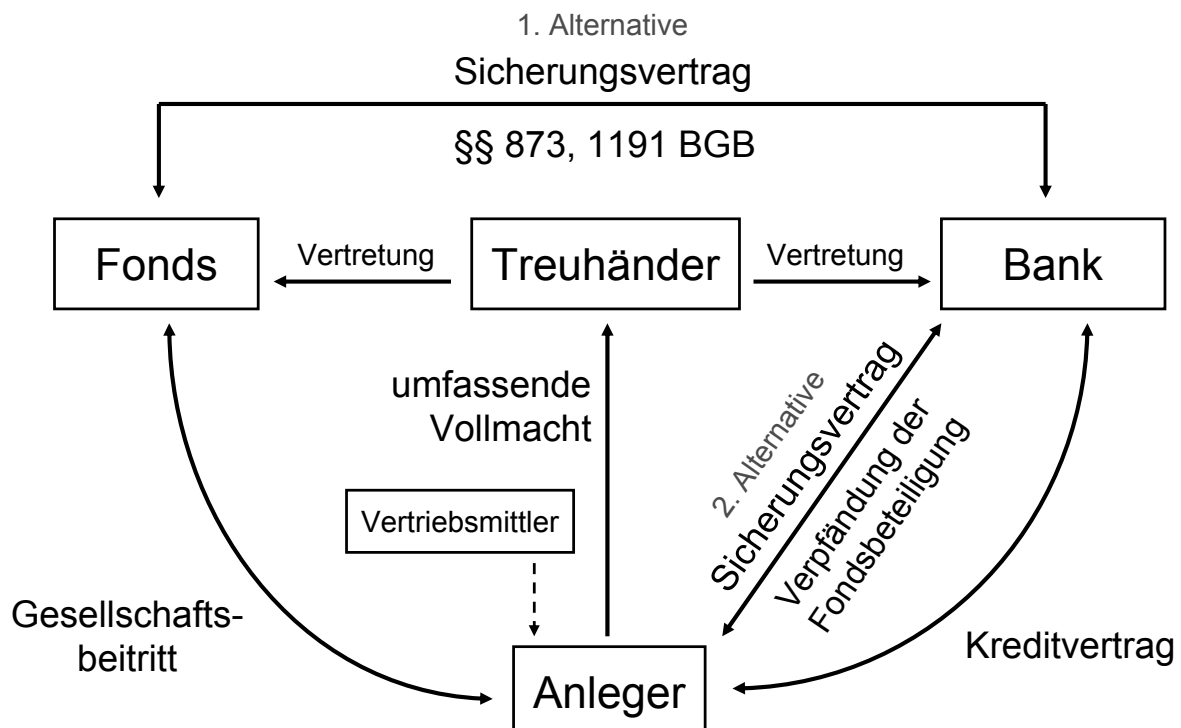 1. Alternative
Sicherungsvertrag
§§ 873, 1191 BGB
Fonds
Vertretung
Treuhänder
Vertretung
Bank
umfassende
Vollmacht
2. Alternative
Sicherungsvertrag
Verpfändung der
Fondsbeteiligung
Vertriebsmittler
Gesellschafts-
beitritt
Kreditvertrag
Anleger